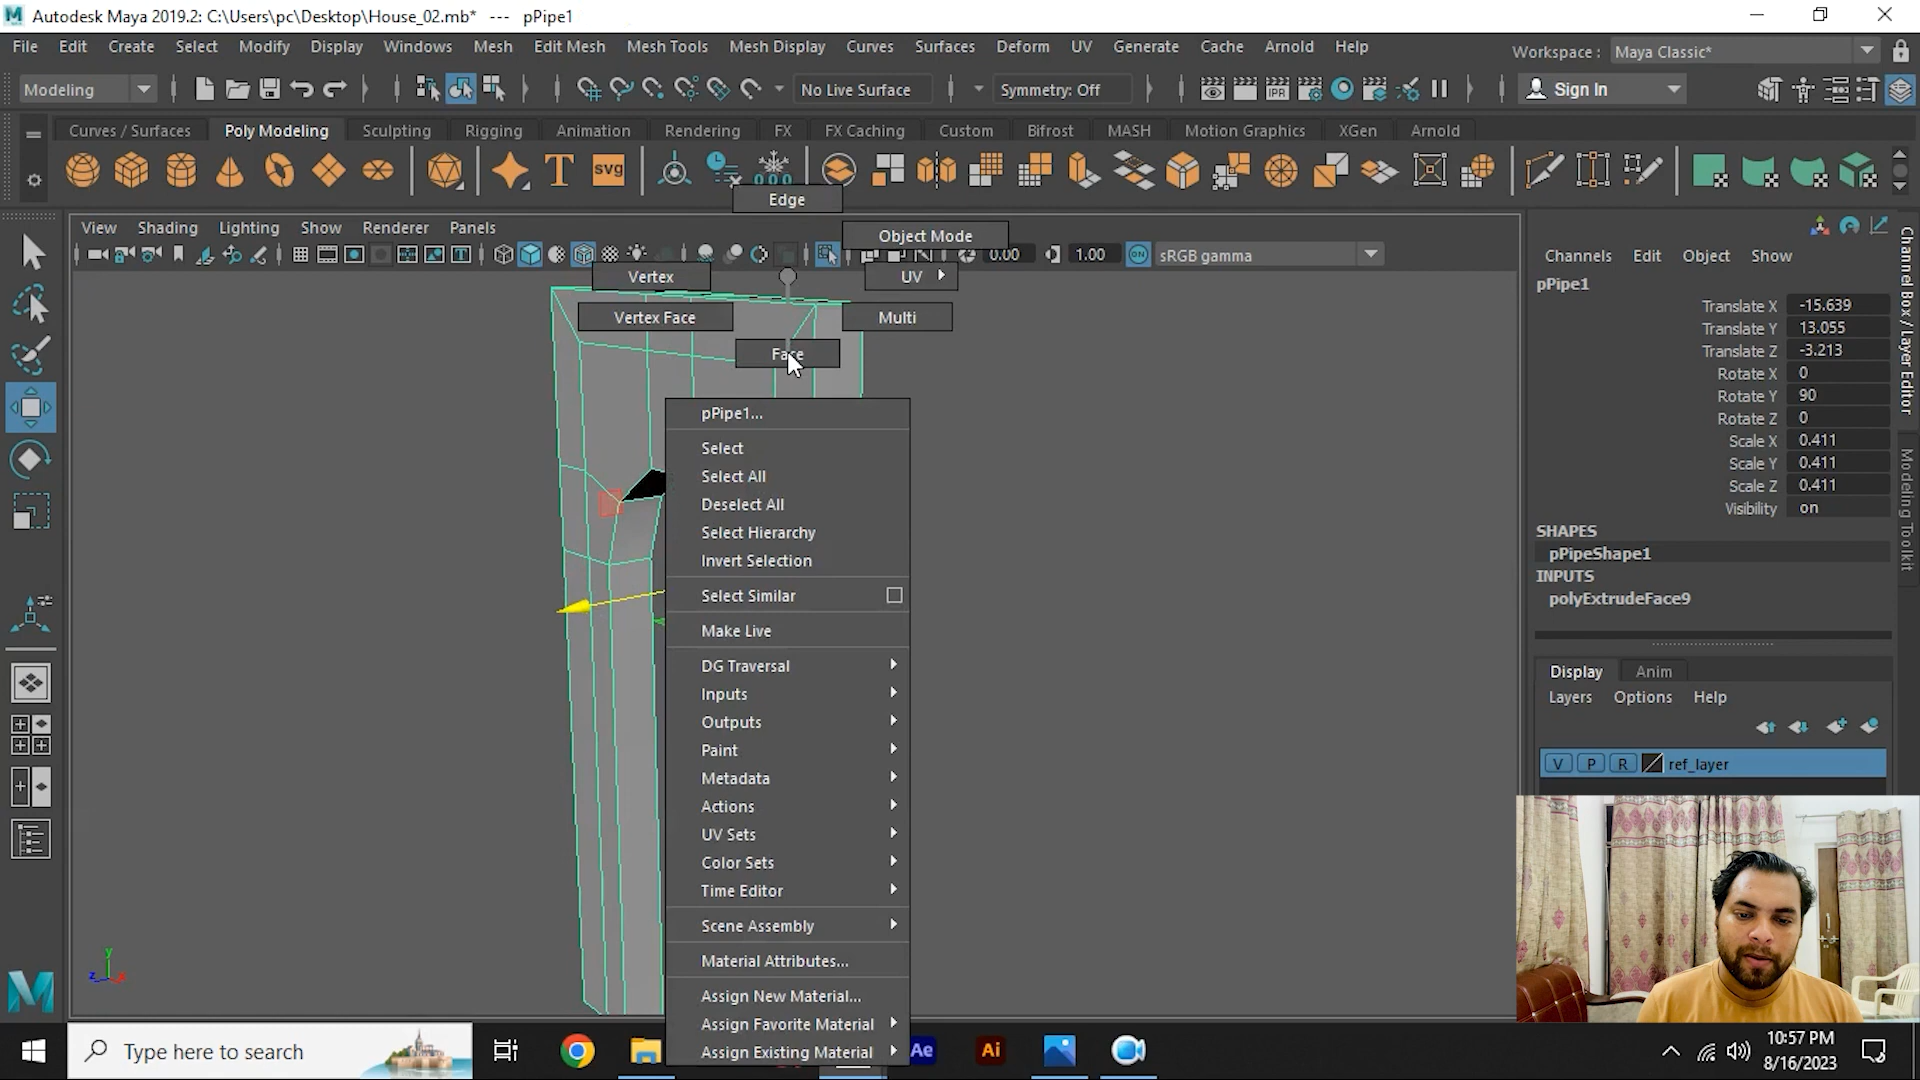 Autodesk Maya 2019.2: C:\Users\pc\Desktop\House_02.mb* --- pPipe1
File Edit Create Select Modify Display Windows Mesh Edit Mesh Mesh Tools Mesh Display Curves Surfaces Deform UV Generate Cache Arnold Help
Workspace : Maya Classic*
Modeling No Live Surface Symmetry: Off IPR Sign In
Curves / Surfaces Poly Modeling Sculpting Rigging Animation Rendering FX FX Caching Custom Bifrost MASH Motion Graphics XGen Arnold
T SVG 000
Edge
View Shading Lighting Show Renderer Panels
Object Mode
0.00 1.00 ON sRGB gamma
Vertex UV
Vertex Face Multi
Face
pPipe1...
Select
Select All
Deselect All
Select Hierarchy
Invert Selection
Select Similar
Make Live
DG Traversal
Inputs
Outputs
Paint
Metadata
Actions
UV Sets
Color Sets
Time Editor
Scene Assembly
Material Attributes...
Assign New Material...
Assign Favorite Material
Assign Existing Material
y
z x
Channels Edit Object Show
pPipe1
Translate X -15.639
Translate Y 13.055
Translate Z -3.213
Rotate X 0
Rotate Y 90
Rotate Z 0
Scale X 0.411
Scale Y 0.411
Scale Z 0.411
Visibility on
SHAPES
pPipeShape1
INPUTS
polyExtrudeFace9
Display Anim
Layers Options Help
V P R ref_layer
Channel Box / Layer Editor
Modeling Toolkit
Type here to search
Ae Ai
10:57 PM
8/16/2023